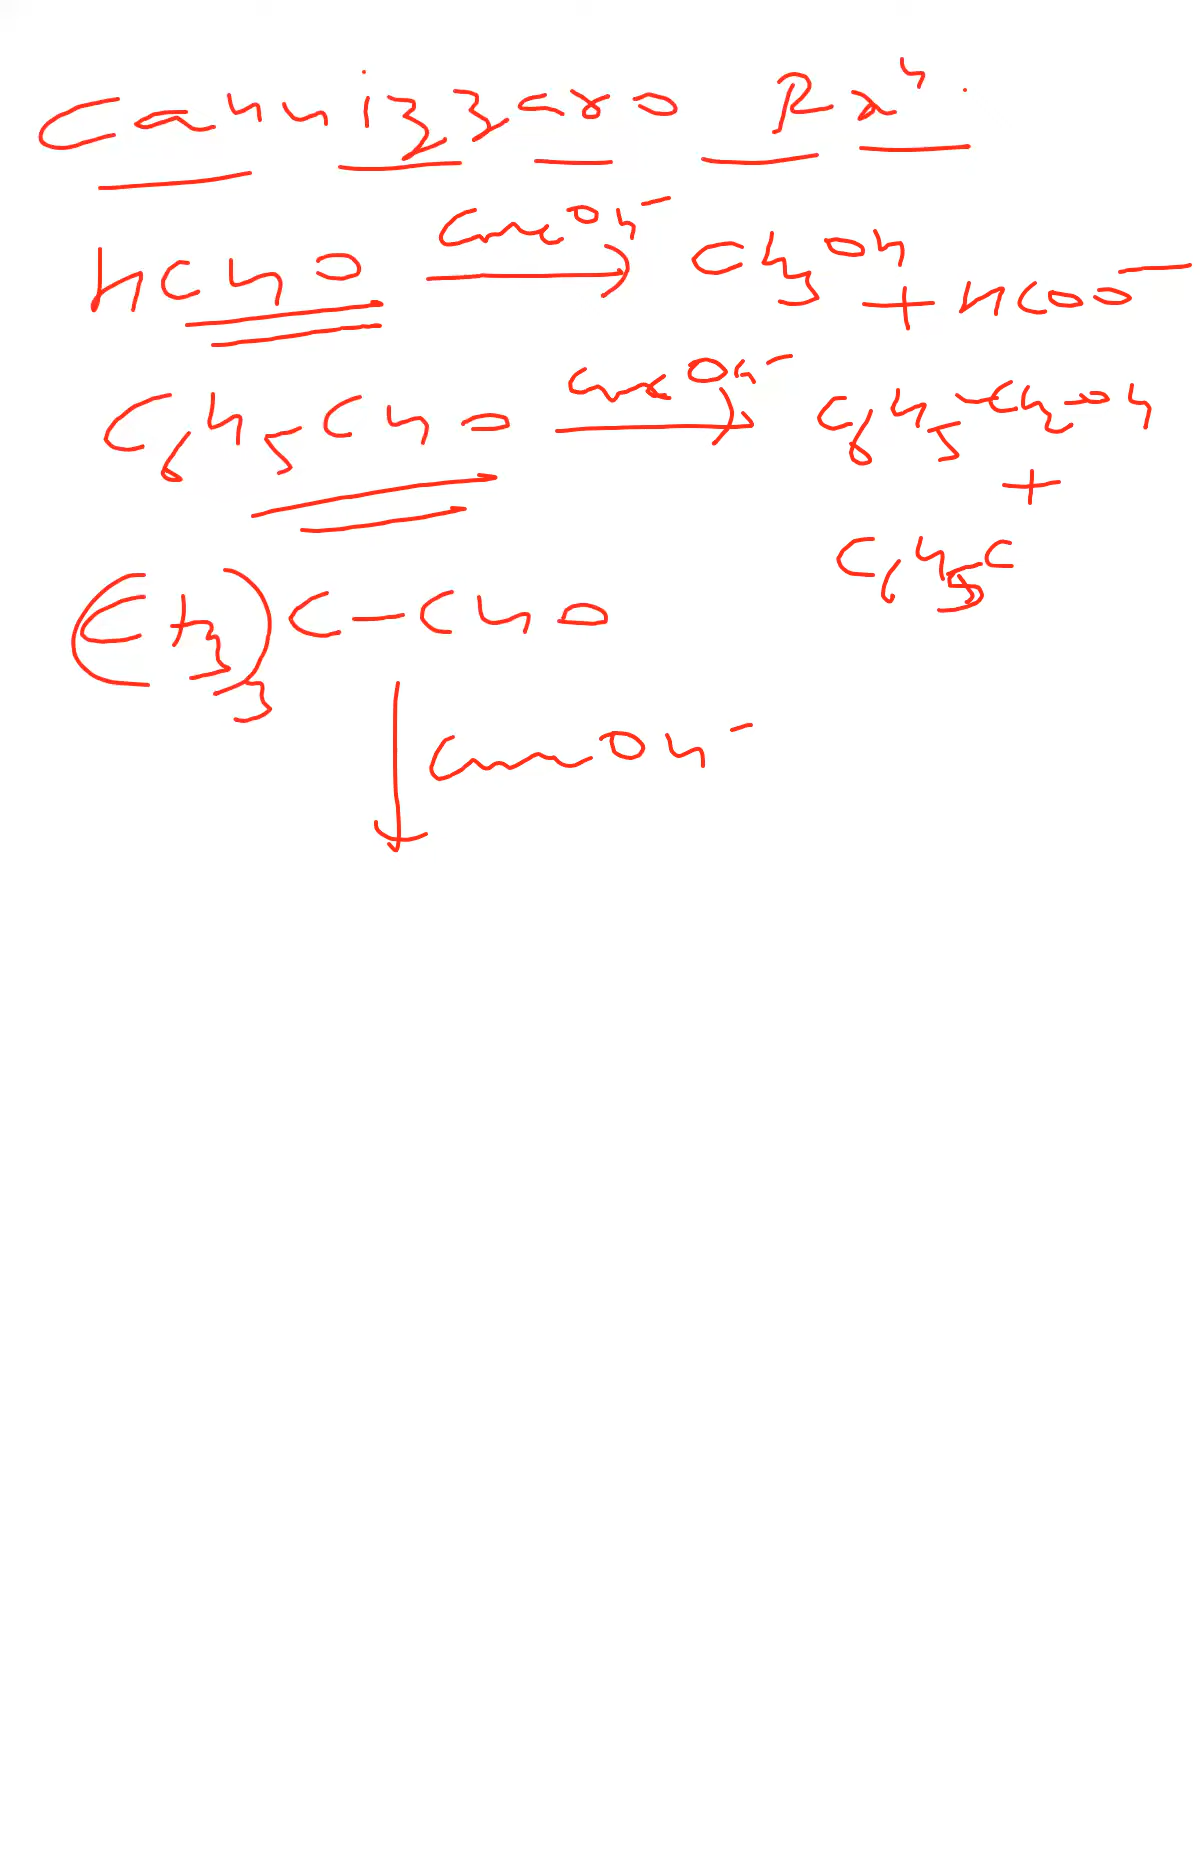 Cannizzaro Rxⁿ.
HCHO conc OH⁻ → CH₃OH + HCOO⁻
C₆H₅CHO conc OH⁻ → C₆H₅-CH₂-OH
+
C₆H₅C
(CH₃)₃C-CHO
↓ conc OH⁻